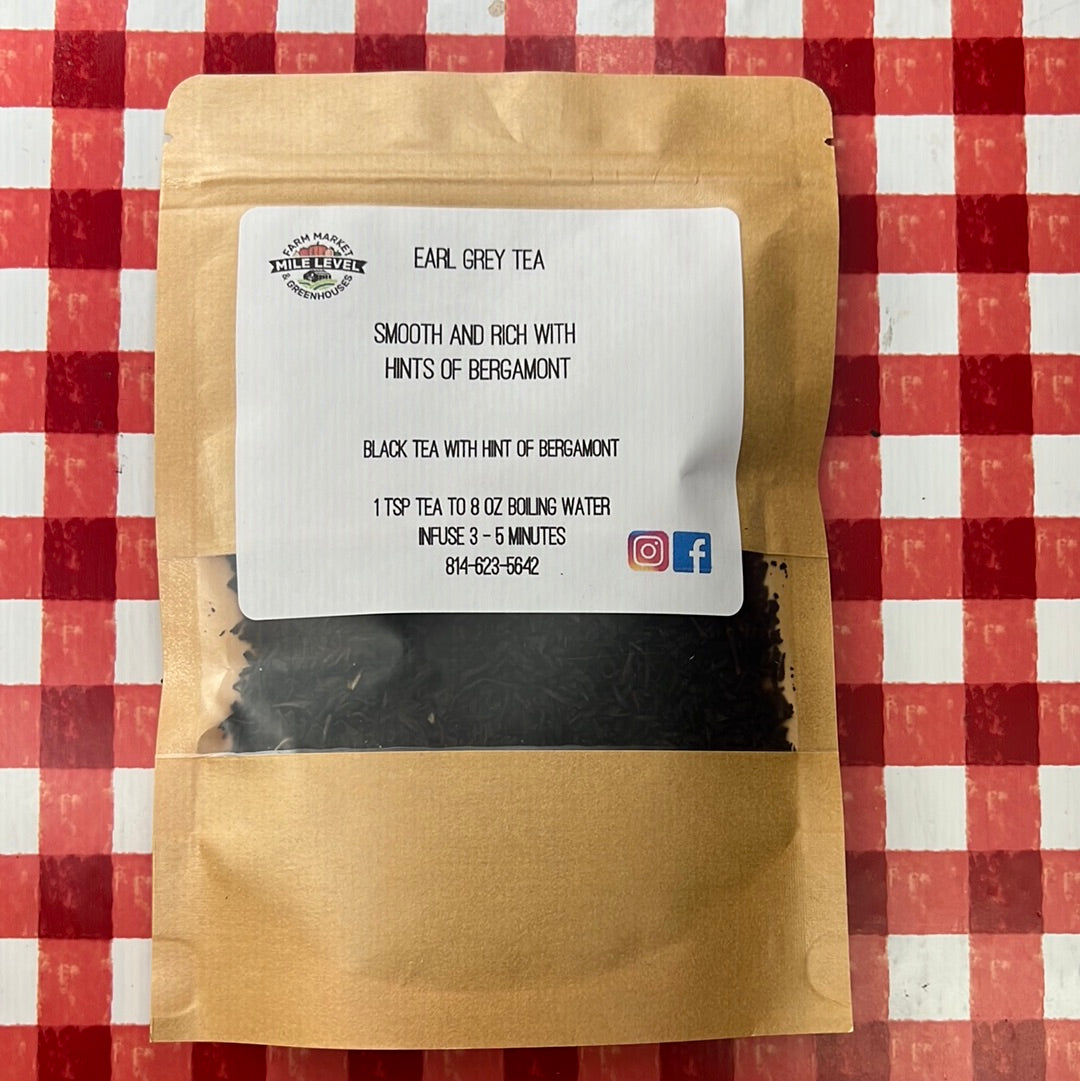 FARM MARKET
MILE LEVEL
& GREENHOUSES
EARL GREY TEA
SMOOTH AND RICH WITH
HINTS OF BERGAMONT
BLACK TEA WITH HINT OF BERGAMONT
1 TSP TEA TO 8 OZ BOILING WATER
INFUSE 3 - 5 MINUTES
814-623-5642